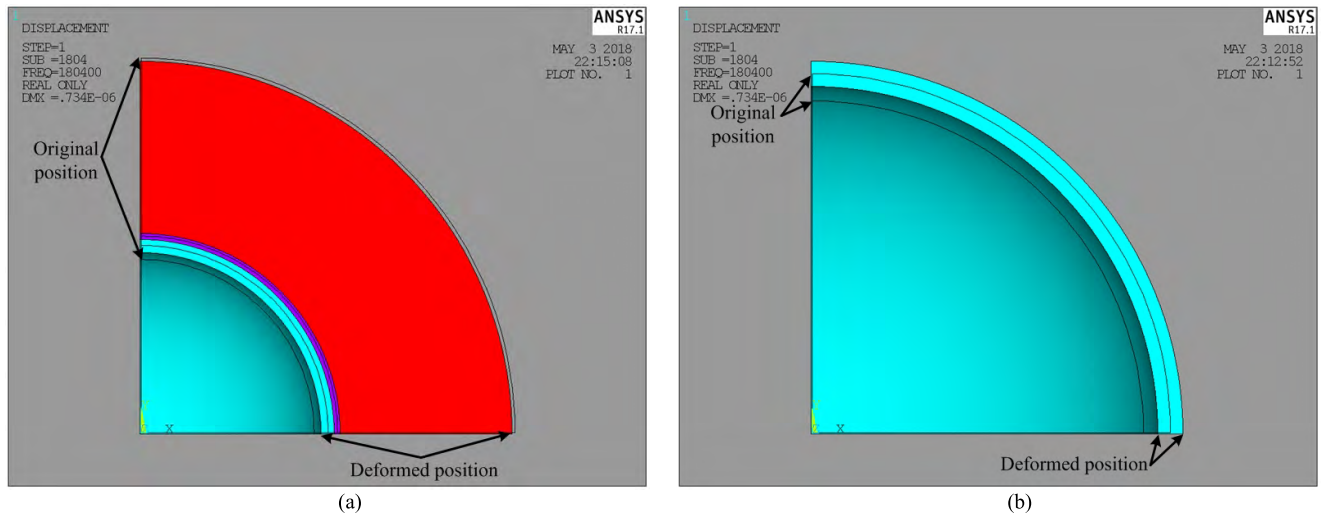 1
DISPLACEMENT
STEP=1
SUB =1804
FREQ=180400
REAL ONLY
DMX =.734E-06
ANSYS
R17.1
MAY 3 2018
22:15:08
PLOT NO. 1
Original
position
Y
Z X
Deformed position
(a)
1
DISPLACEMENT
STEP=1
SUB =1804
FREQ=180400
REAL ONLY
DMX =.734E-06
ANSYS
R17.1
MAY 3 2018
22:12:52
PLOT NO. 1
Original
position
Y
Z X
Deformed position
(b)